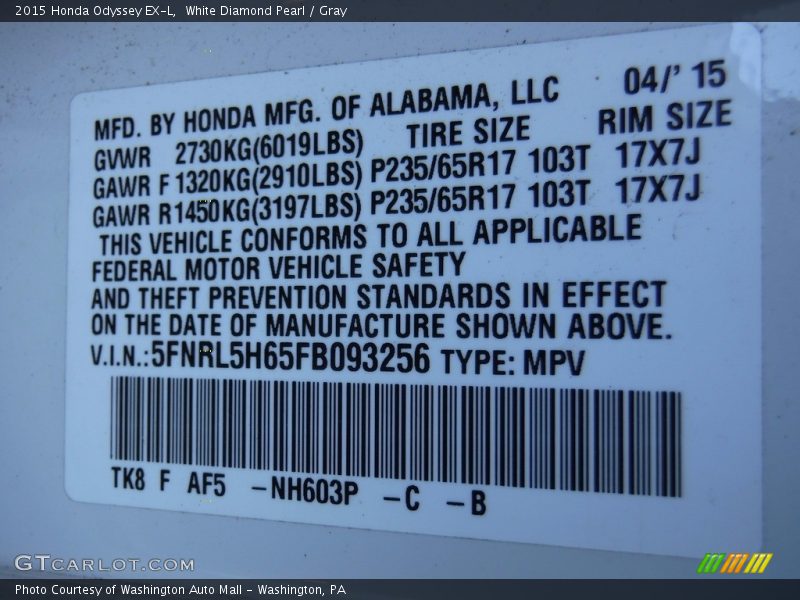 2015 Honda Odyssey EX-L,  White Diamond Pearl / Gray
MFD. BY HONDA MFG. OF ALABAMA, LLC 04/' 15
GVWR 2730KG(6019LBS) TIRE SIZE RIM SIZE
GAWR F 1320KG(2910LBS) P235/65R17 103T 17X7J
GAWR R1450KG(3197LBS) P235/65R17 103T 17X7J
THIS VEHICLE CONFORMS TO ALL APPLICABLE
FEDERAL MOTOR VEHICLE SAFETY
AND THEFT PREVENTION STANDARDS IN EFFECT
ON THE DATE OF MANUFACTURE SHOWN ABOVE.
V.I.N.:5FNRL5H65FB093256 TYPE: MPV
TK8 F AF5 -NH603P -C -B
GTCARLOT.COM
Photo Courtesy of Washington Auto Mall - Washington, PA